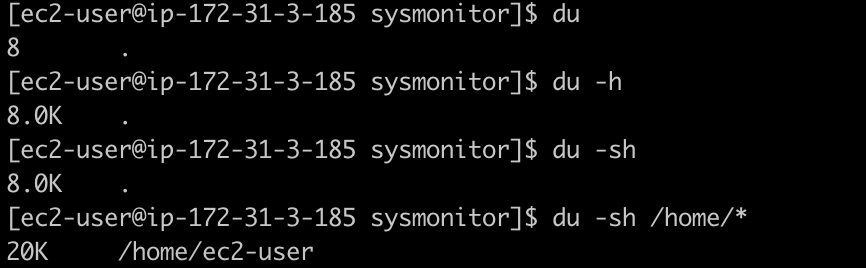 [ec2-user@ip-172-31-3-185 sysmonitor]$ du
8 .
[ec2-user@ip-172-31-3-185 sysmonitor]$ du -h
8.0K .
[ec2-user@ip-172-31-3-185 sysmonitor]$ du -sh
8.0K .
[ec2-user@ip-172-31-3-185 sysmonitor]$ du -sh /home/*
20K /home/ec2-user